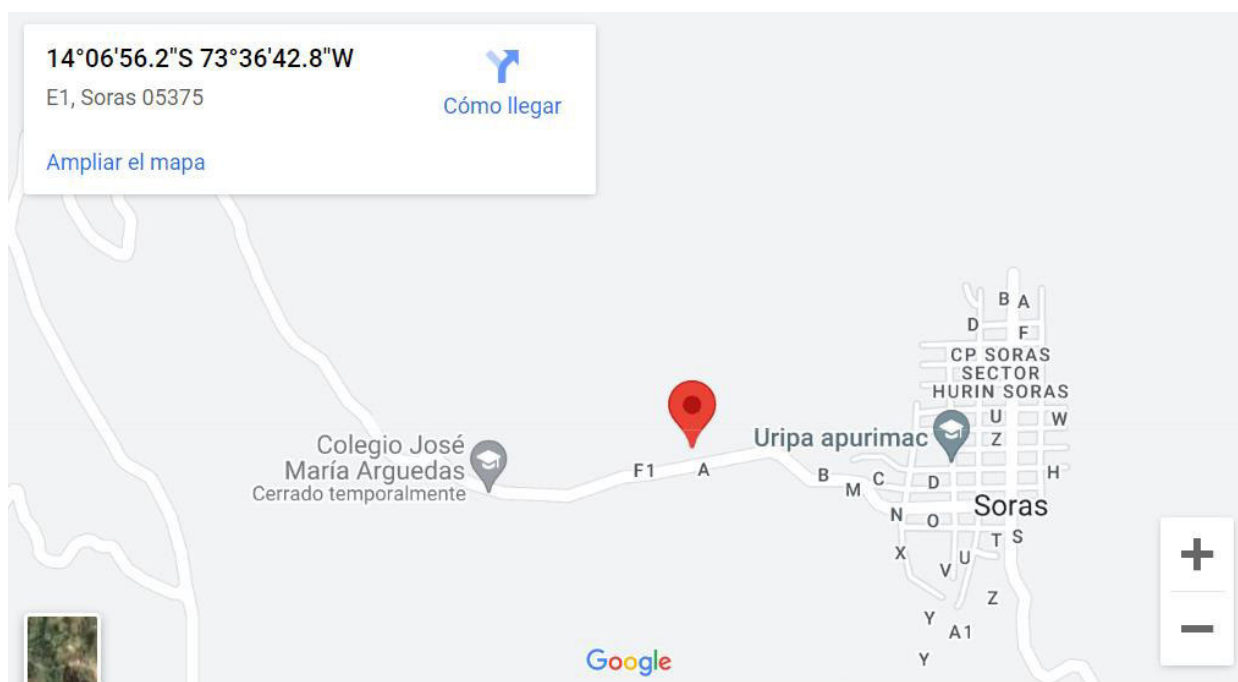 14°06'56.2"S 73°36'42.8"W
E1, Soras 05375
Cómo llegar
Ampliar el mapa
B A
D
F
CP SORAS
SECTOR
HURIN SORAS
U
W
Z
Uripa apurimac
Colegio José
María Arguedas
Cerrado temporalmente
F1
A
B
M
C
D
H
Soras
N
O
T
S
X
V
U
Z
Y
A1
Y
Google
+
−